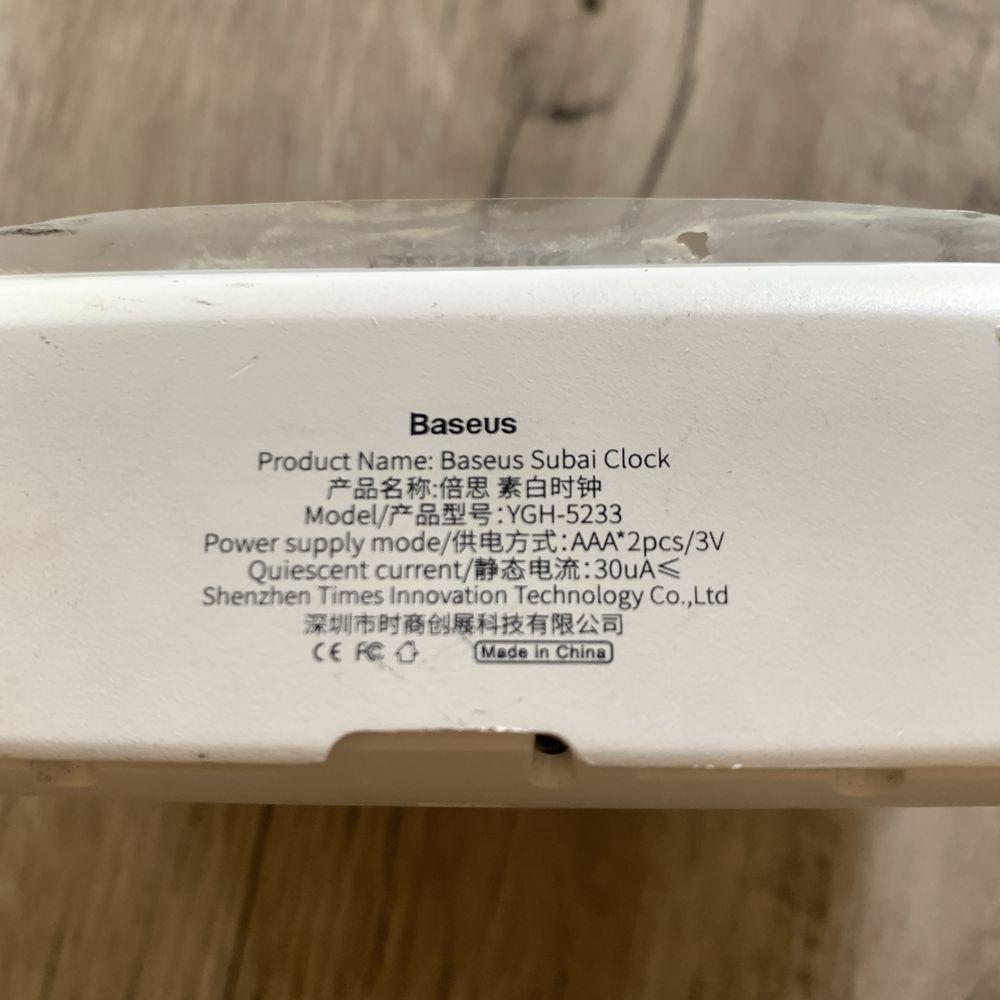 Baseus
Product Name: Baseus Subai Clock
产品名称:倍思 素白时钟
Model/产品型号:YGH-5233
Power supply mode/供电方式:AAA*2pcs/3V
Quiescent current/静态电流:30uA≤
Shenzhen Times Innovation Technology Co.,Ltd
深圳市时商创展科技有限公司
CE FC Made in China